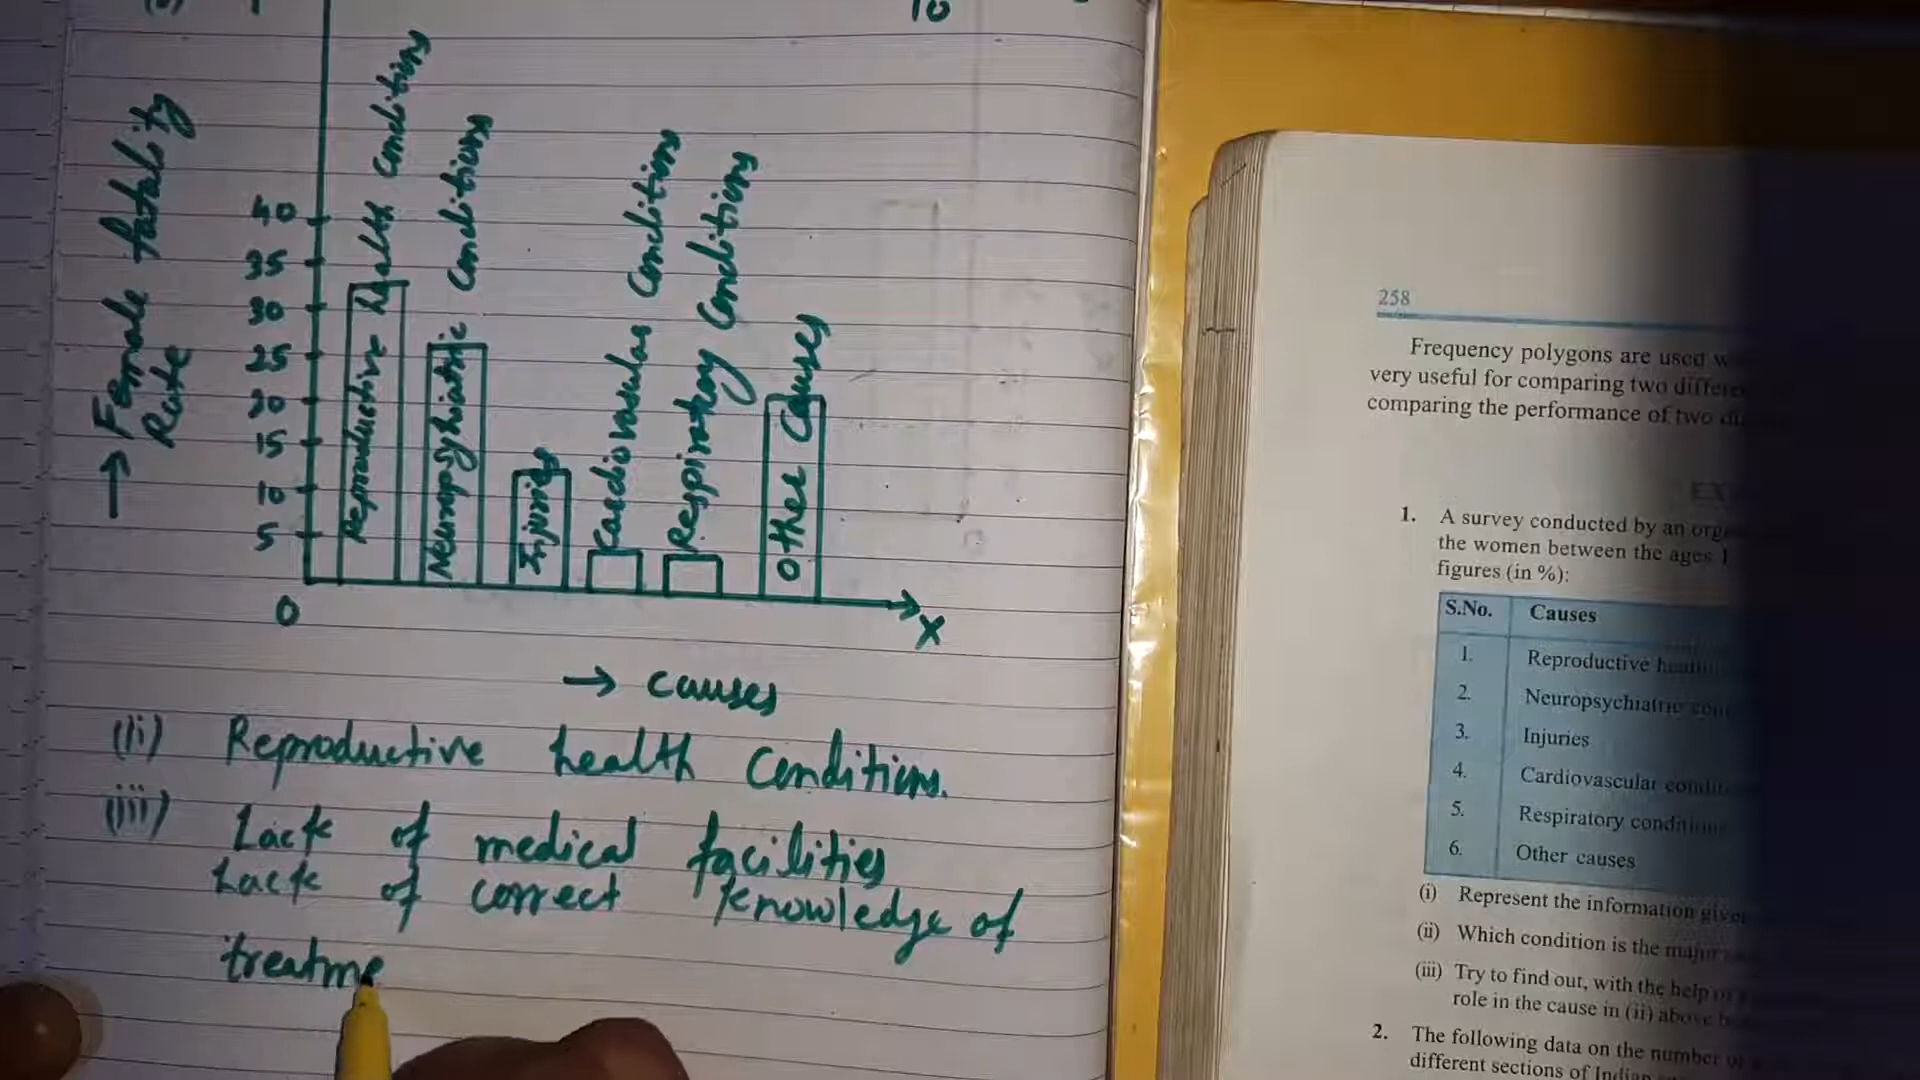 10
→ Female fatality
Rate
40
35
30
25
20
15
10
5
0
Reproductive health conditions
Neuropsyhiatric conditions
Injuries
Cardiovasular conditions
Respiratory conditions
Other causes
X
→ causes
(ii) Reproductive health conditions.
(iii) Lack of medical facilities
Lack of correct knowledge of
treatme
258
Frequency polygons are used
very useful for comparing two
comparing the performance of two
1. A survey conducted by an
the women between the ages
figures (in %):
S.No. Causes
1. Reproductive
2. Neuropsychiatric
3. Injuries
4. Cardiovascular
5. Respiratory
6. Other causes
(i) Represent the information
(ii) Which condition is the major
(iii) Try to find out, with the help
role in the cause in (ii) above
2. The following data on the number
different sections of